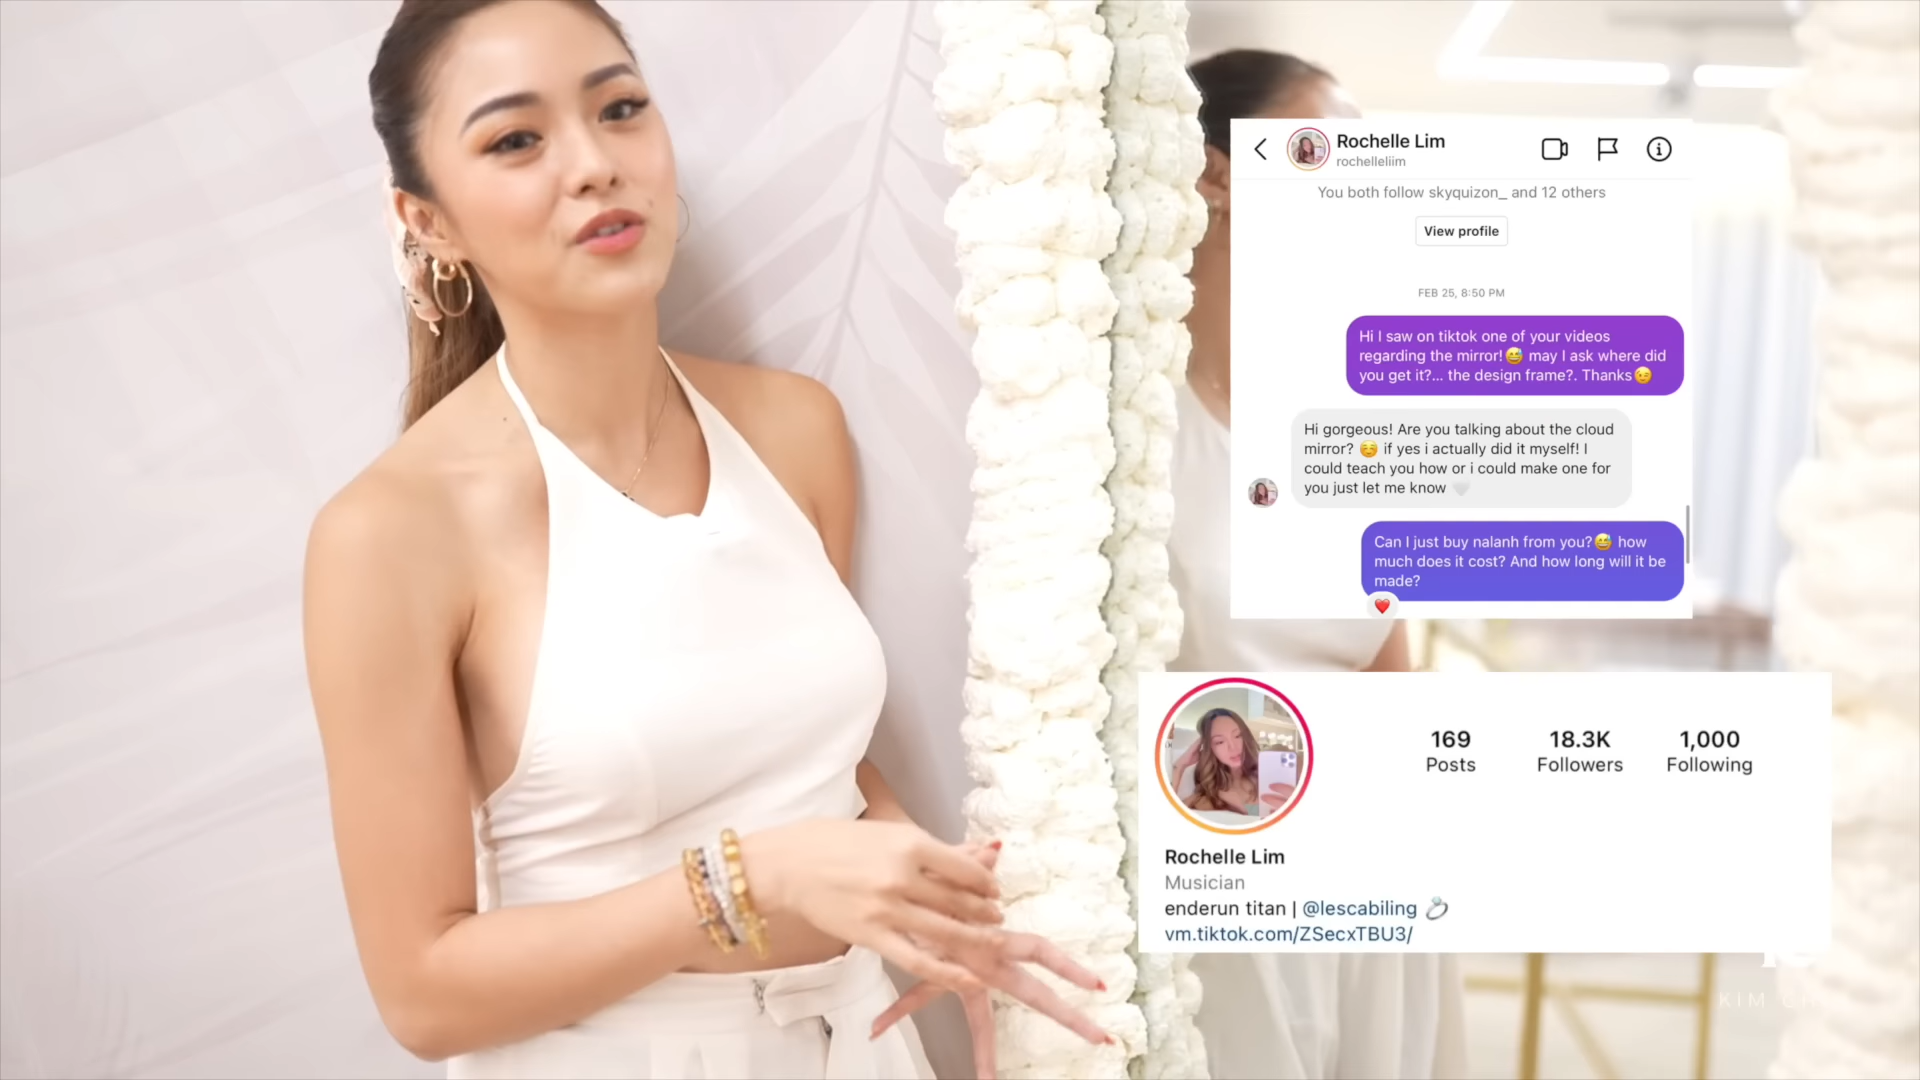 Rochelle Lim
rochelleliim
You both follow skyquizon_ and 12 others
View profile
FEB 25, 8:50 PM
Hi I saw on tiktok one of your videos
regarding the mirror!😅 may I ask where did
you get it?... the design frame?. Thanks😉
Hi gorgeous! Are you talking about the cloud
mirror? ☺️ if yes i actually did it myself! I
could teach you how or i could make one for
you just let me know 🤍
Can I just buy nalanh from you?😅 how
much does it cost? And how long will it be
made?
169
Posts
18.3K
Followers
1,000
Following
Rochelle Lim
Musician
enderun titan | @lescabiling 💍
vm.tiktok.com/ZSecxTBU3/
KIM